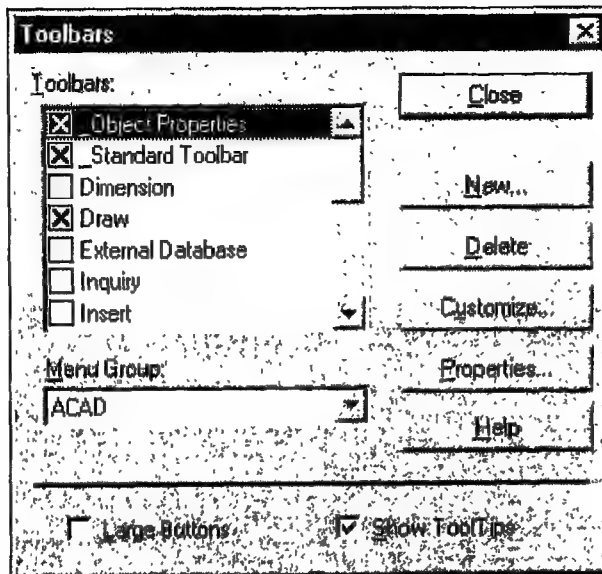 Toolbars
Toolbars:
_Object Properties
_Standard Toolbar
Dimension
Draw
External Database
Inquiry
Insert
Close
New...
Delete
Customize...
Properties...
Help
Menu Group:
ACAD
Large Buttons
Show ToolTips